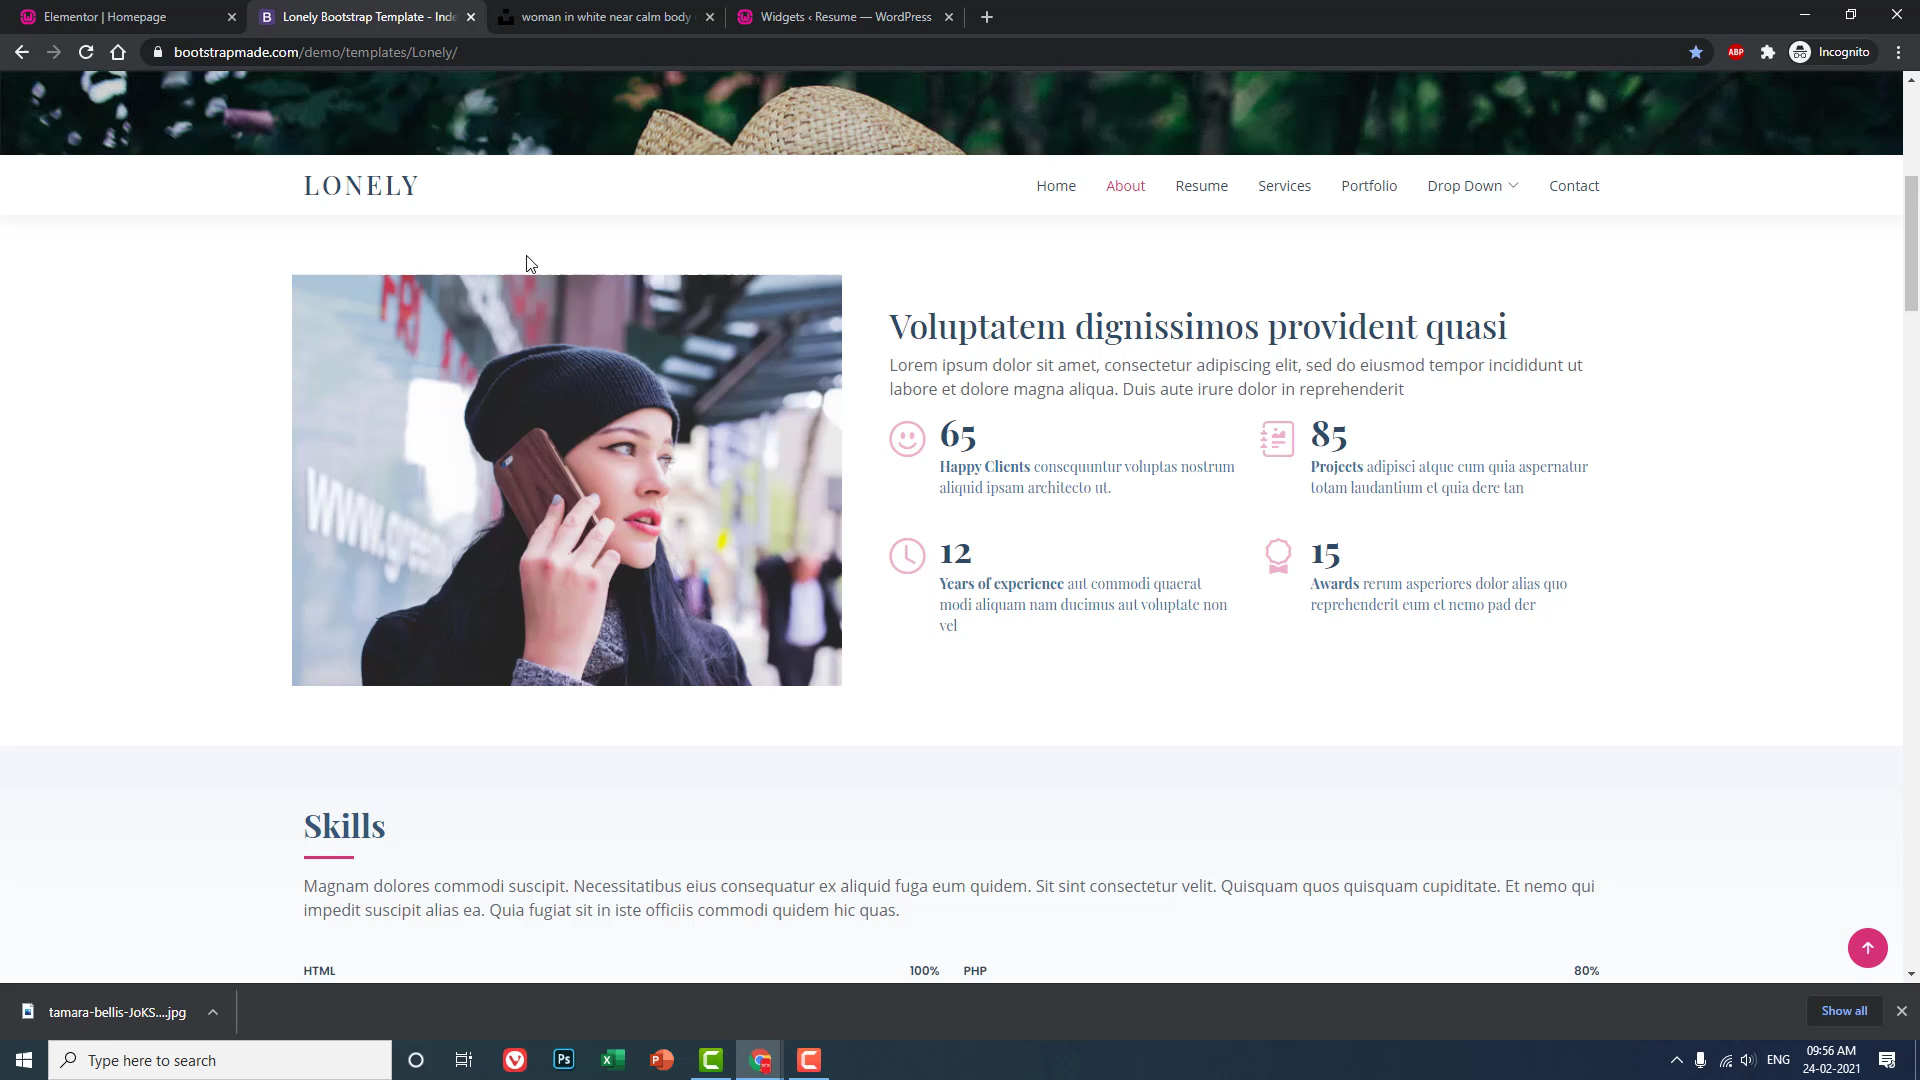 Elementor | Homepage
Lonely Bootstrap Template - Inde
woman in white near calm body
Widgets ‹ Resume — WordPress
bootstrapmade.com/demo/templates/Lonely/
ABP
Incognito
LONELY
Home
About
Resume
Services
Portfolio
Drop Down
Contact
FRI
www.green
Voluptatem dignissimos provident quasi
Lorem ipsum dolor sit amet, consectetur adipiscing elit, sed do eiusmod tempor incididunt ut
labore et dolore magna aliqua. Duis aute irure dolor in reprehenderit
65
Happy Clients consequuntur voluptas nostrum
aliquid ipsam architecto ut.
85
Projects adipisci atque cum quia aspernatur
totam laudantium et quia dere tan
12
Years of experience aut commodi quaerat
modi aliquam nam ducimus aut voluptate non
vel
15
Awards rerum asperiores dolor alias quo
reprehenderit eum et nemo pad der
Skills
Magnam dolores commodi suscipit. Necessitatibus eius consequatur ex aliquid fuga eum quidem. Sit sint consectetur velit. Quisquam quos quisquam cupiditate. Et nemo qui
impedit suscipit alias ea. Quia fugiat sit in iste officiis commodi quidem hic quas.
HTML 100%
PHP 80%
tamara-bellis-JoKS....jpg
Show all
Type here to search
Ps
ENG
09:56 AM
24-02-2021